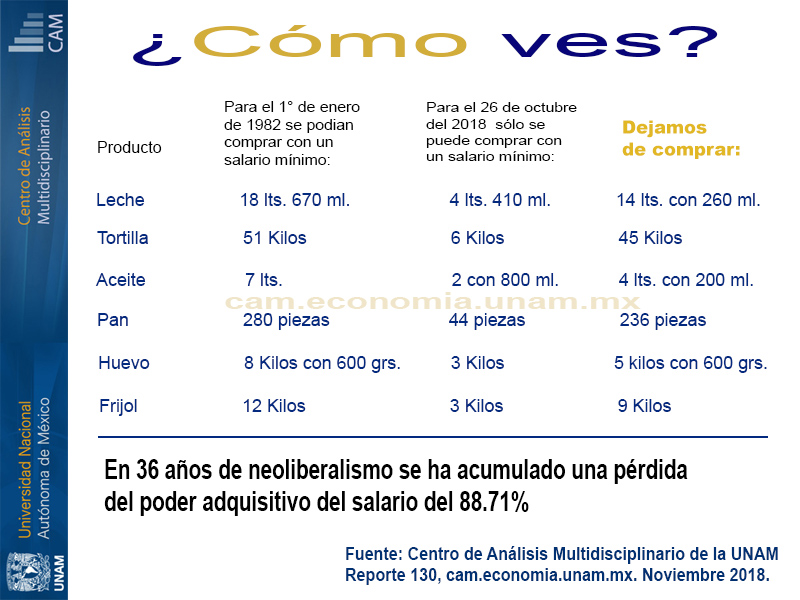 ¿Cómo ves?
Producto
Para el 1° de enero
de 1982 se podian
comprar con un
salario mínimo:
Para el 26 de octubre
del 2018 sólo se
puede comprar con
un salario mínimo:
Dejamos
de comprar:
Leche 18 lts. 670 ml. 4 lts. 410 ml. 14 lts. con 260 ml.
Tortilla 51 Kilos 6 Kilos 45 Kilos
Aceite 7 lts. 2 con 800 ml. 4 lts. con 200 ml.
cam.economia.unam.mx
Pan 280 piezas 44 piezas 236 piezas
Huevo 8 Kilos con 600 grs. 3 Kilos 5 kilos con 600 grs.
Frijol 12 Kilos 3 Kilos 9 Kilos
En 36 años de neoliberalismo se ha acumulado una pérdida
del poder adquisitivo del salario del 88.71%
Fuente: Centro de Análisis Multidisciplinario de la UNAM
Reporte 130, cam.economia.unam.mx. Noviembre 2018.
CAM
Centro de Análisis
Multidisciplinario
Universidad Nacional
Autónoma de México
UNAM